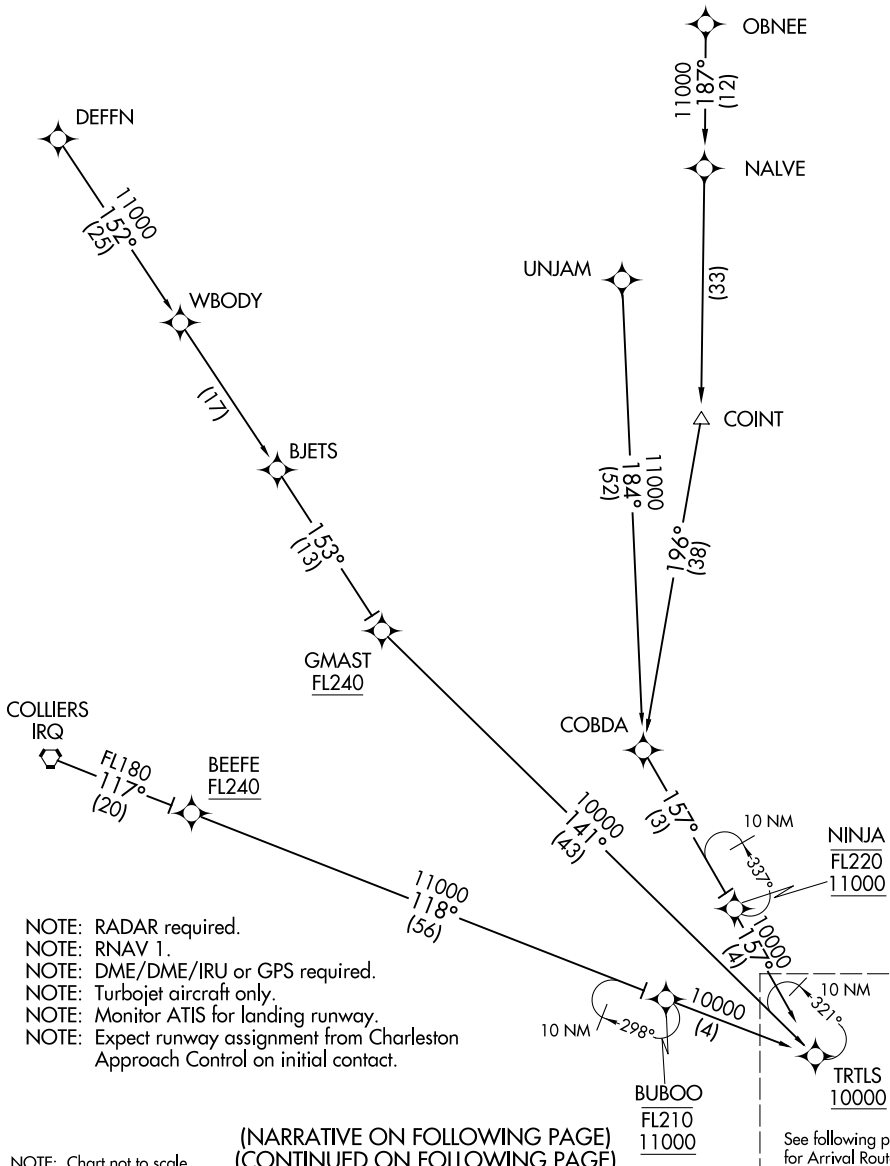 OBNEE
11000
187°
(12)
DEFFN
NALVE
11000
152°
(25)
UNJAM
(33)
WBODY
(17)
COINT
BJETS
11000
184°
(52)
153°
(13)
196°
(38)
GMAST
FL240
COLLIERS
IRQ
COBDA
FL180
117°
(20)
BEEFE
FL240
10000
141°
(43)
157°
(3)
10 NM
337°
NINJA
FL220
11000
11000
118°
(56)
10000
157°
(4)
NOTE: RADAR required.
NOTE: RNAV 1.
NOTE: DME/DME/IRU or GPS required.
NOTE: Turbojet aircraft only.
NOTE: Monitor ATIS for landing runway.
NOTE: Expect runway assignment from Charleston
Approach Control on initial contact.
10 NM
321°
10 NM
298°
10000
(4)
TRTLS
10000
BUBOO
FL210
11000
(NARRATIVE ON FOLLOWING PAGE)
(CONTINUED ON FOLLOWING PAGE)
NOTE: Chart not to scale
See following p
for Arrival Rout